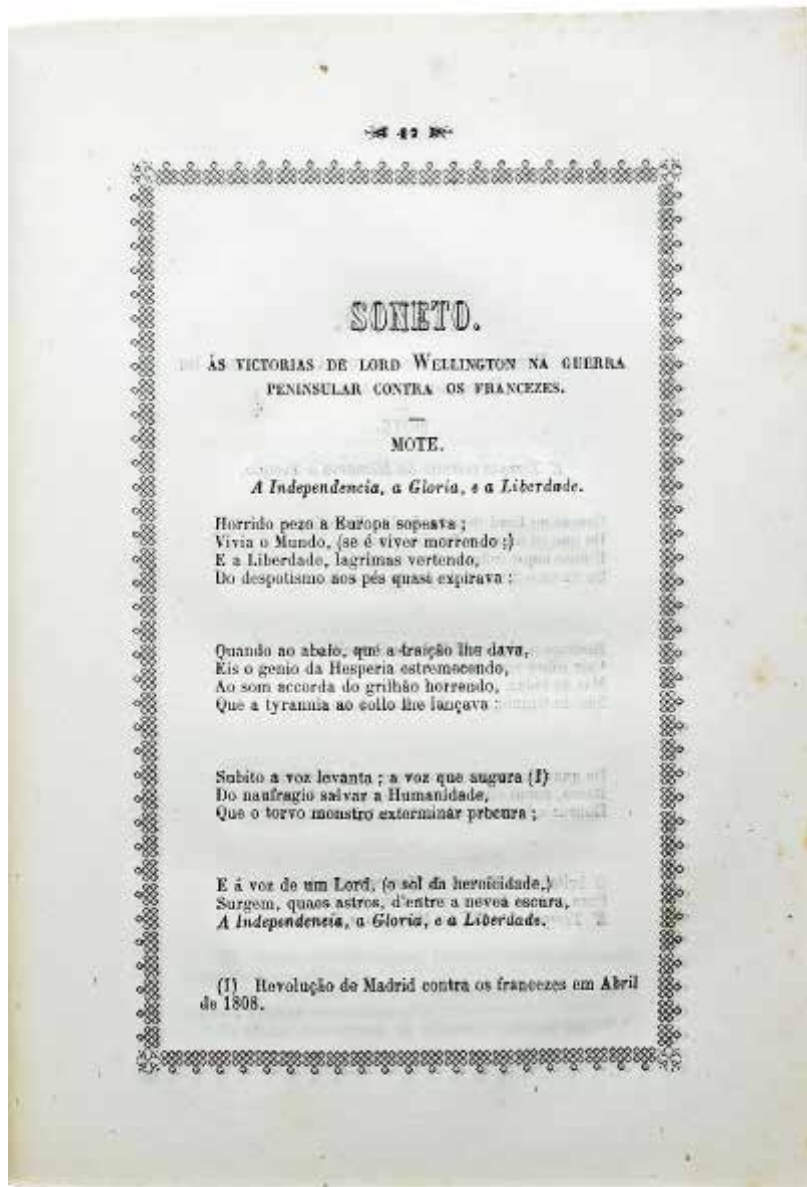 42
SONETO.
ÁS VICTORIAS DE LORD WELLINGTON NA GUERRA
PENINSULAR CONTRA OS FRANCEZES.
MOTE.
A Independencia, a Gloria, e a Liberdade.
Horrido pezo a Europa sopeava ;
Vivia o Mundo, (se é viver morrendo ;)
E a Liberdade, lagrimas vertendo,
Do despotismo aos pés quasi expirava :
Quando ao abalo, que a traição lhe dava,
Eis o genio da Hesperia estremecendo,
Ao som accorda do grilhão horrendo,
Que a tyrannia ao collo lhe lançava :
Subito a voz levanta ; a voz que augura (1)
Do naufragio salvar a Humanidade,
Que o torvo monstro exterminar procura ;
E á voz de um Lord, (o sol da heroicidade,)
Surgem, quaes astros, d'entre a nevoa escura,
A Independencia, a Gloria, e a Liberdade.
(1) Revolução de Madrid contra os francezes em Abril
de 1808.